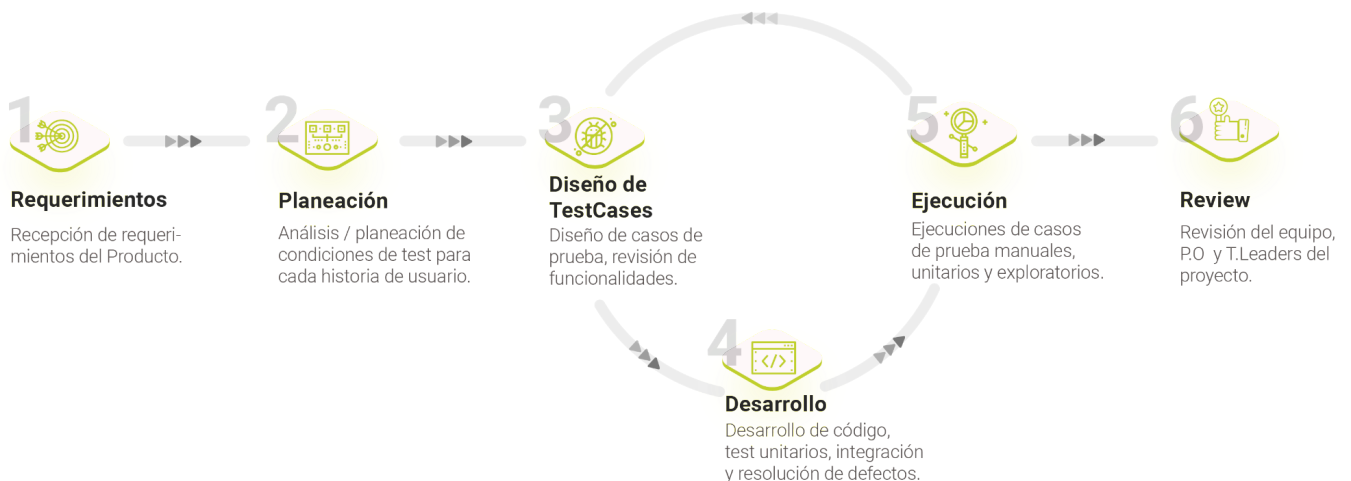 1
Requerimientos
Recepción de requeri-
mientos del Producto.
2
Planeación
Análisis / planeación de
condiciones de test para
cada historia de usuario.
3
Diseño de
TestCases
Diseño de casos de
prueba, revisión de
funcionalidades.
4
</>
Desarrollo
Desarrollo de código,
test unitarios, integración
y resolución de defectos.
5
Ejecución
Ejecuciones de casos
de prueba manuales,
unitarios y exploratorios.
6
Review
Revisión del equipo,
P.O y T.Leaders del
proyecto.